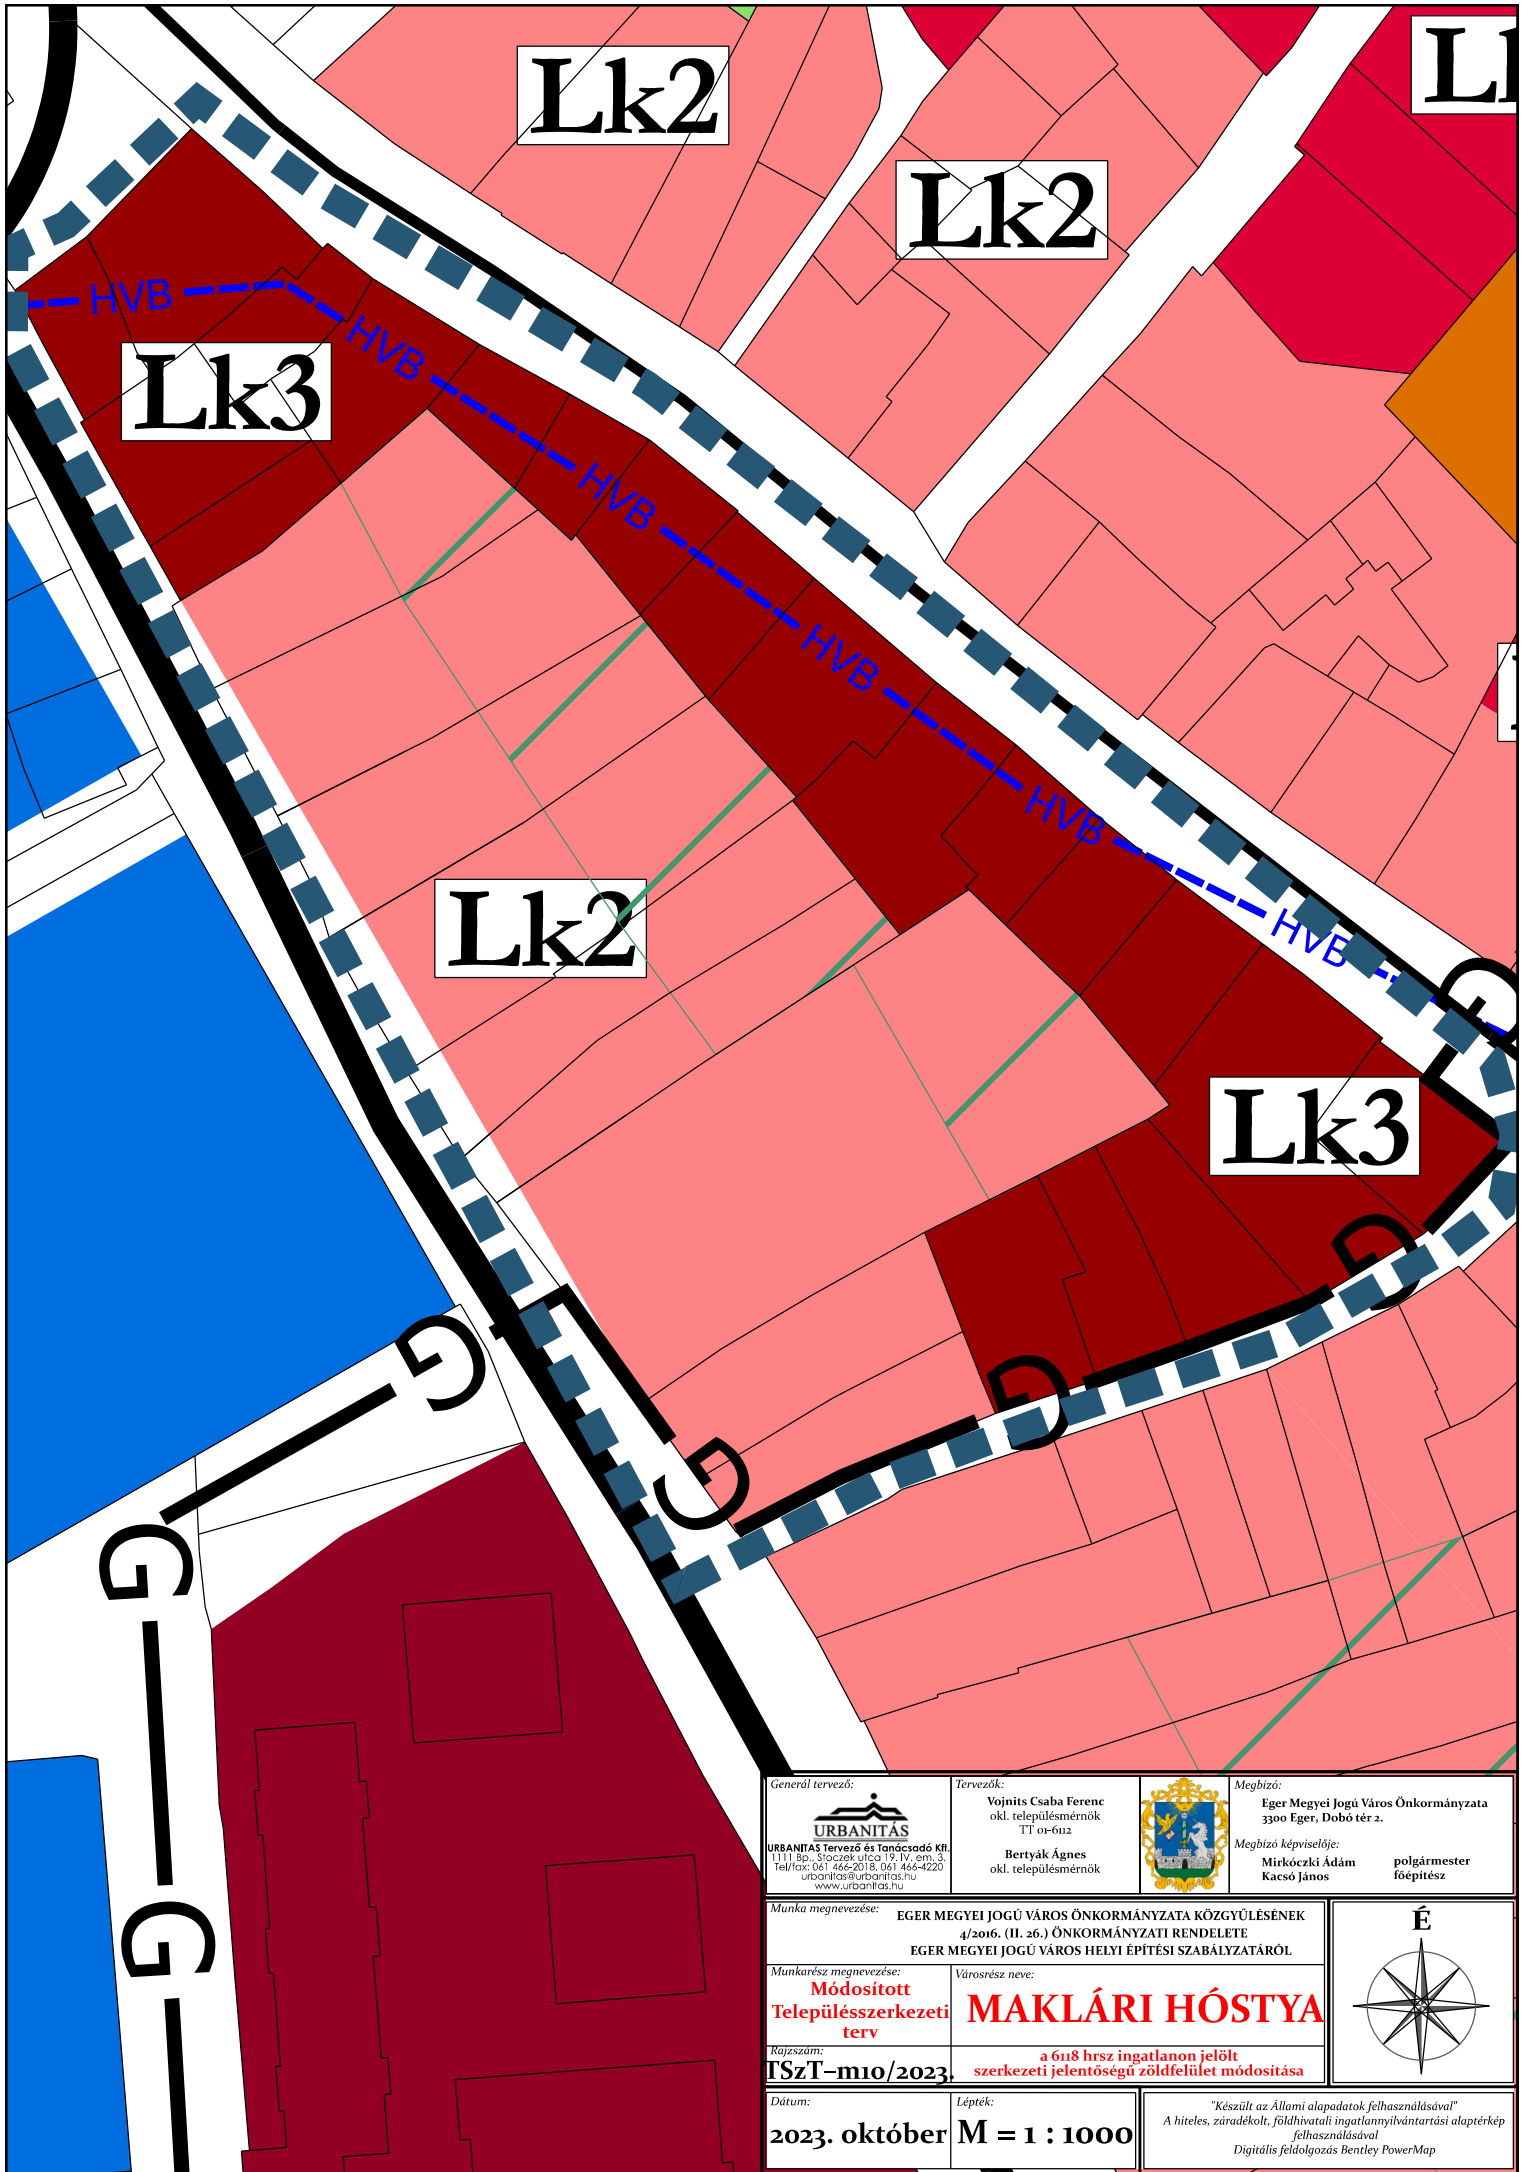 Lk2
Lk2
HVB
HVB
Lk3
HVB
HVB
HVB
HVB
Lk2
G
Lk3
G
G
G
G
G
G
Generál tervező:
URBANITÁS
URBANITAS Tervező és Tanácsadó Kft.
1111 Bp., Stoczek utca 19. IV. em. 3.
Tel/fax: 061 466-2018, 061 466-4220
urbanitas@urbanitas.hu
www.urbanitas.hu
Tervezők:
Vojnits Csaba Ferenc
okl. településmérnök
TT 01-6112
Bertyák Ágnes
okl. településmérnök
Megbízó:
Eger Megyei Jogú Város Önkormányzata
3300 Eger, Dobó tér 2.
Megbízó képviselője:
Mirkóczki Ádám polgármester
Kacsó János főépítész
Munka megnevezése:
EGER MEGYEI JOGÚ VÁROS ÖNKORMÁNYZATA KÖZGYŰLÉSÉNEK
4/2016. (II. 26.) ÖNKORMÁNYZATI RENDELETE
EGER MEGYEI JOGÚ VÁROS HELYI ÉPÍTÉSI SZABÁLYZATÁRÓL
É
Munkarész megnevezése:
Módosított
Településszerkezeti
terv
Városrész neve:
MAKLÁRI HÓSTYA
Rajzszám:
TSzT–m10/2023.
a 6118 hrsz ingatlanon jelölt
szerkezeti jelentőségű zöldfelület módosítása
Dátum:
2023. október
Lépték:
M = 1 : 1000
"Készült az Állami alapadatok felhasználásával"
A hiteles, záradékolt, földhivatali ingatlannyilvántartási alaptérkép
felhasználásával
Digitális feldolgozás Bentley PowerMap